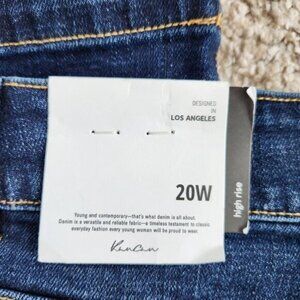 DESIGNED
IN
LOS ANGELES
20W
high rise
Young and contemporary—that's what denim is all about.
Denim is a versatile and reliable fabric—a timeless testament to classic
everyday fashion every young woman will be proud to wear.
KanCan